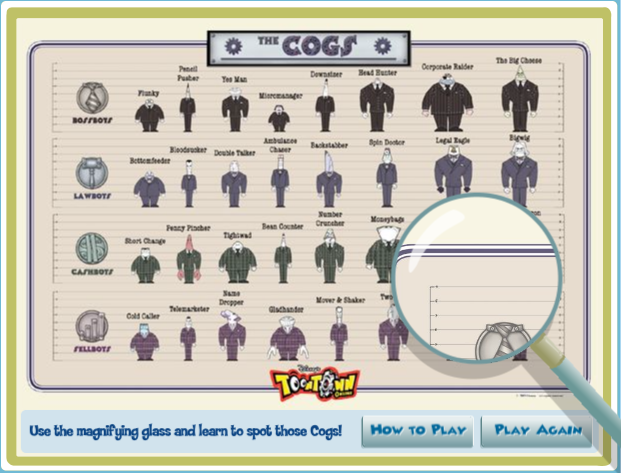 THE COGS
Pencil Pusher
Flunky
Yes Man
Micromanager
Downsizer
Head Hunter
Corporate Raider
The Big Cheese
BOSSBOTS
Bottomfeeder
Bloodsucker
Double Talker
Ambulance Chaser
Backstabber
Spin Doctor
Legal Eagle
Bigwig
LAWBOTS
Short Change
Penny Pincher
Tightwad
Bean Counter
Number Cruncher
Moneybags
CASHBOTS
Cold Caller
Telemarketer
Name Dropper
Gladhander
Mover & Shaker
SELLBOTS
Disney's
TOONTOWN
ONLINE
Use the magnifying glass and learn to spot those Cogs!
HOW TO PLAY
PLAY AGAIN